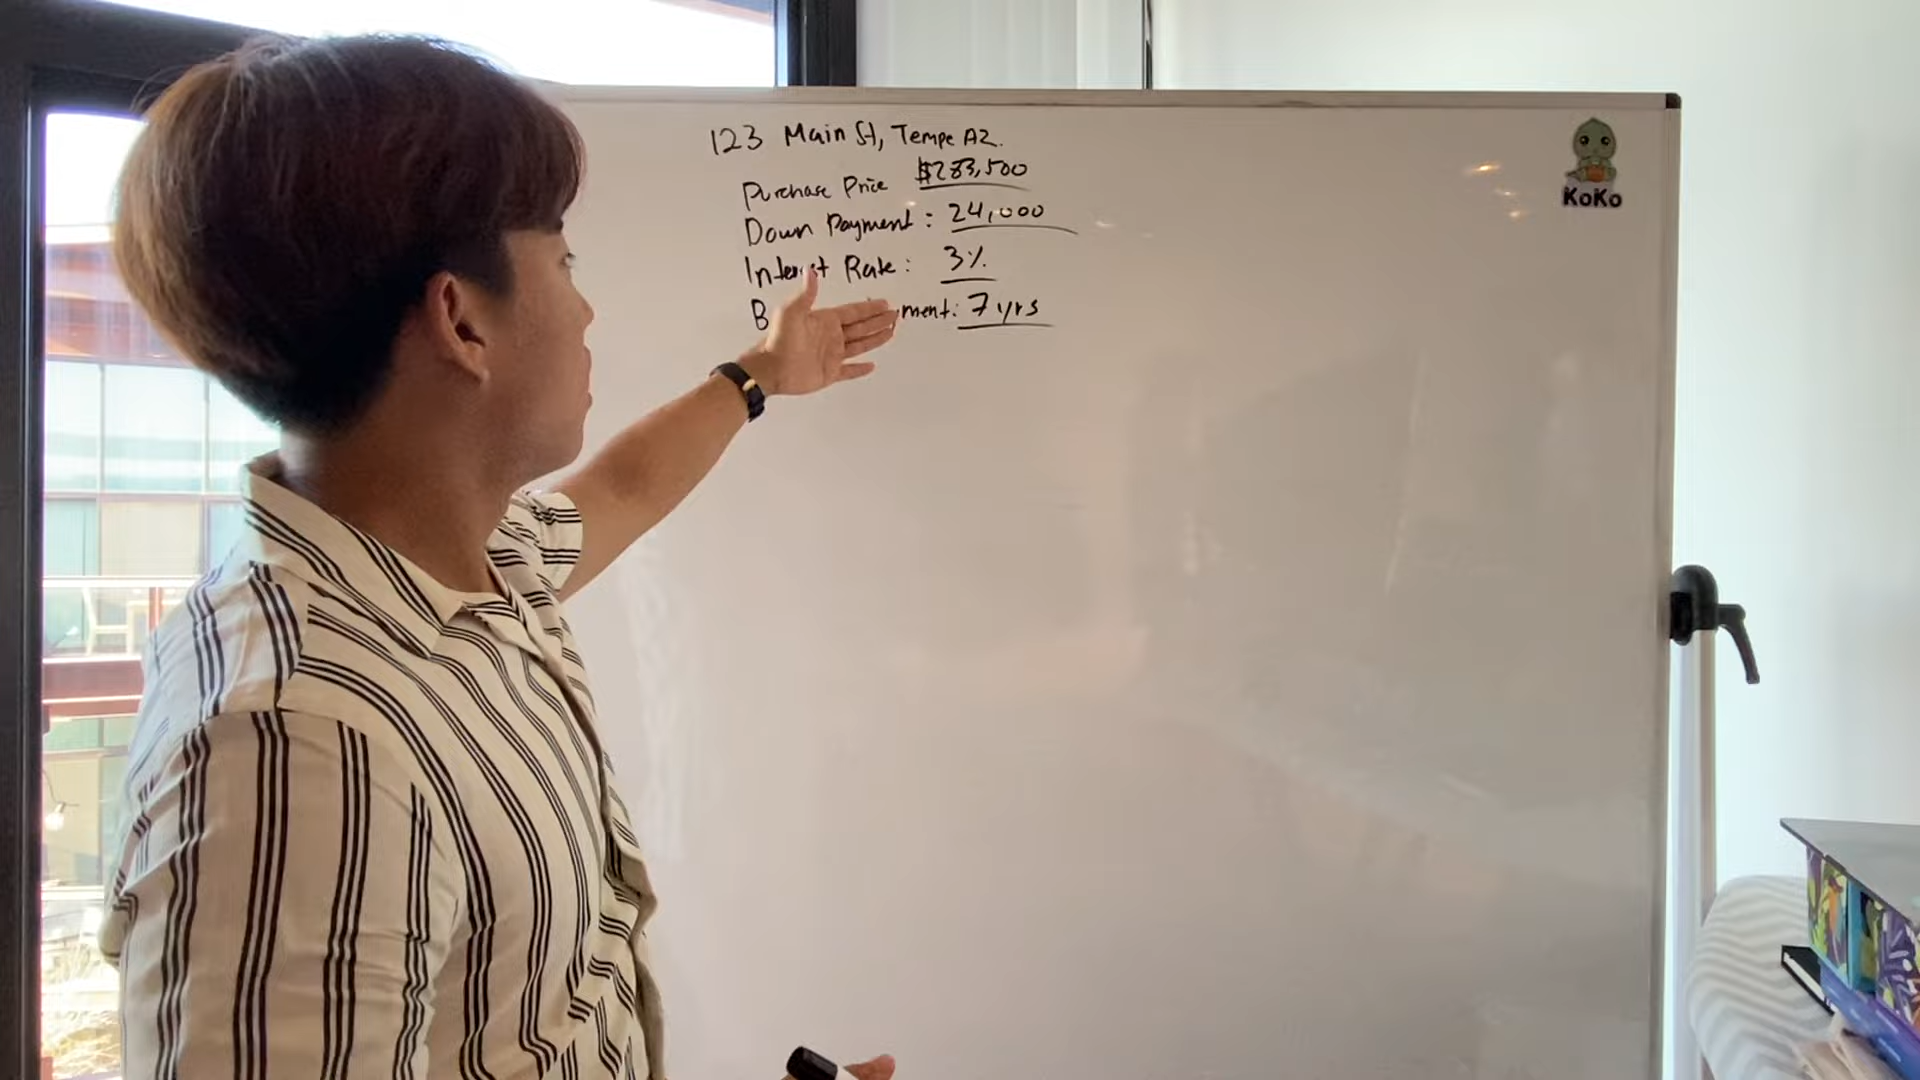 123 Main St, Tempe AZ.
Purchase Price $283,500
Down Payment: 24,000
Interest Rate: 3%
B ment: 7 yrs
KoKo